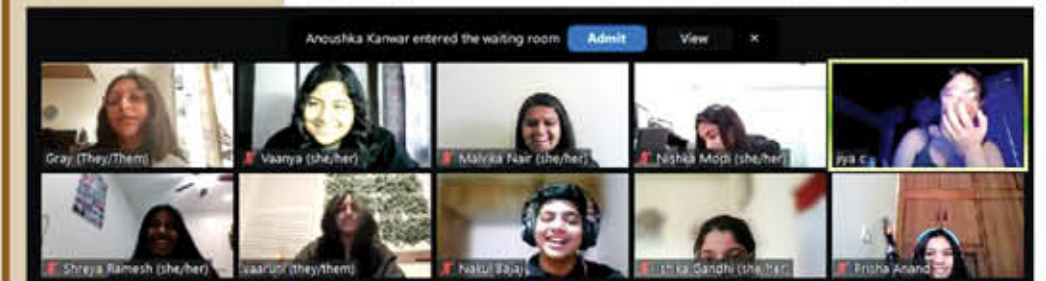 Anoushka Kanwar entered the waiting room Admit View ×
Gray (They/Them) Vaanya (she/her) Malvika Nair (she/her) Nishka Modi (she/her) jiya c
Shreya Ramesh (she/her) vaaruni (they/them) Nakul Bajaj Ishika Gandhi (she/her) Prisha Anand